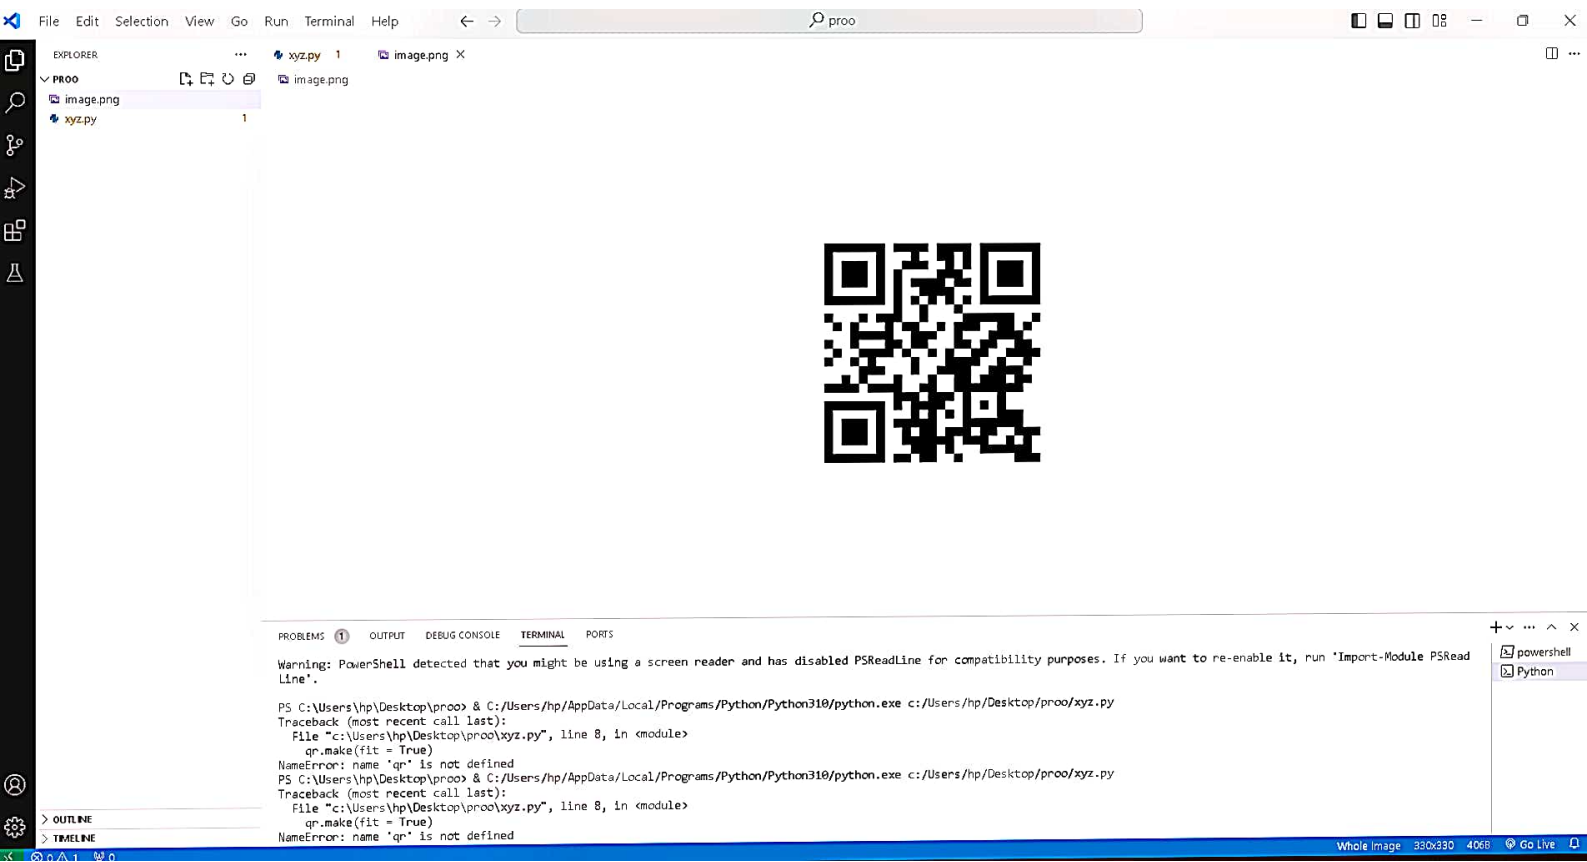 File Edit Selection View Go Run Terminal Help
proo
EXPLORER
PROO
image.png
xyz.py 1
xyz.py 1
image.png
image.png
PROBLEMS 1 OUTPUT DEBUG CONSOLE TERMINAL PORTS
Warning: PowerShell detected that you might be using a screen reader and has disabled PSReadLine for compatibility purposes. If you want to re-enable it, run 'Import-Module PSRead
Line'.
PS C:\Users\hp\Desktop\proo> & C:/Users/hp/AppData/Local/Programs/Python/Python310/python.exe c:/Users/hp/Desktop/proo/xyz.py
Traceback (most recent call last):
File "c:\Users\hp\Desktop\proo\xyz.py", line 8, in <module>
qr.make(fit = True)
NameError: name 'qr' is not defined
PS C:\Users\hp\Desktop\proo> & C:/Users/hp/AppData/Local/Programs/Python/Python310/python.exe c:/Users/hp/Desktop/proo/xyz.py
Traceback (most recent call last):
File "c:\Users\hp\Desktop\proo\xyz.py", line 8, in <module>
qr.make(fit = True)
NameError: name 'qr' is not defined
powershell
Python
OUTLINE
TIMELINE
0 1 0
Whole Image 330x330 406B Go Live